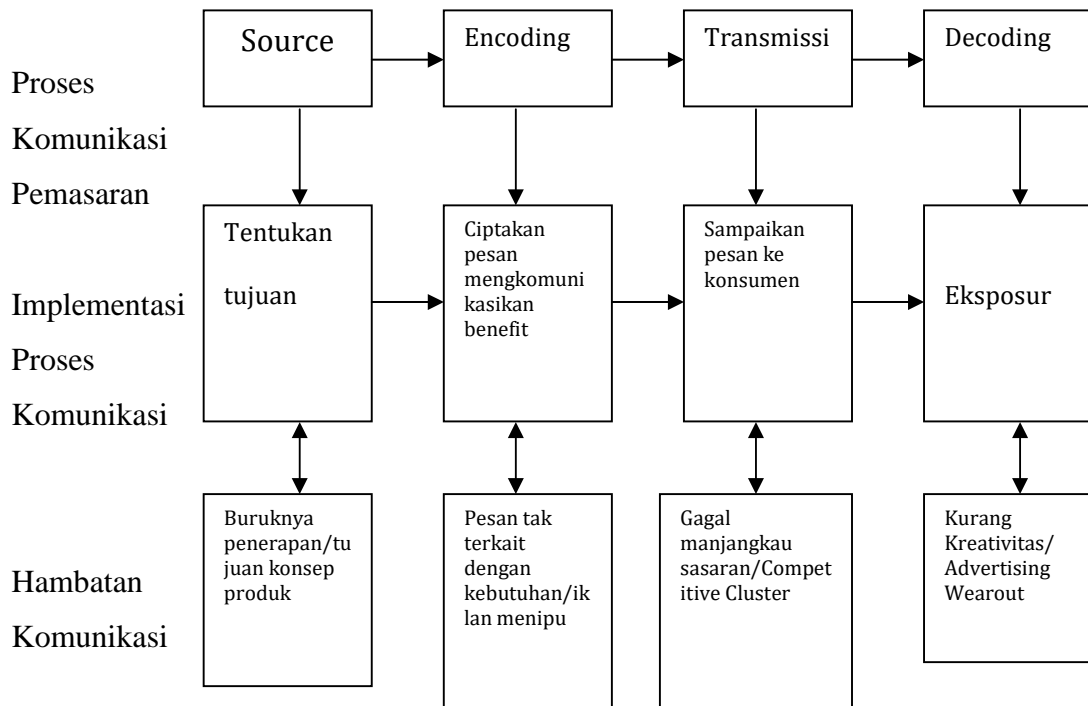 Source
Encoding
Transmissi
Decoding
Proses
Komunikasi
Pemasaran
Tentukan
tujuan
Ciptakan
pesan
mengkomuni
kasikan
benefit
Sampaikan
pesan ke
konsumen
Eksposur
Implementasi
Proses
Komunikasi
Buruknya
penerapan/tu
juan konsep
produk
Pesan tak
terkait
dengan
kebutuhan/ik
lan menipu
Gagal
manjangkau
sasaran/Compet
itive Cluster
Kurang
Kreativitas/
Advertising
Wearout
Hambatan
Komunikasi